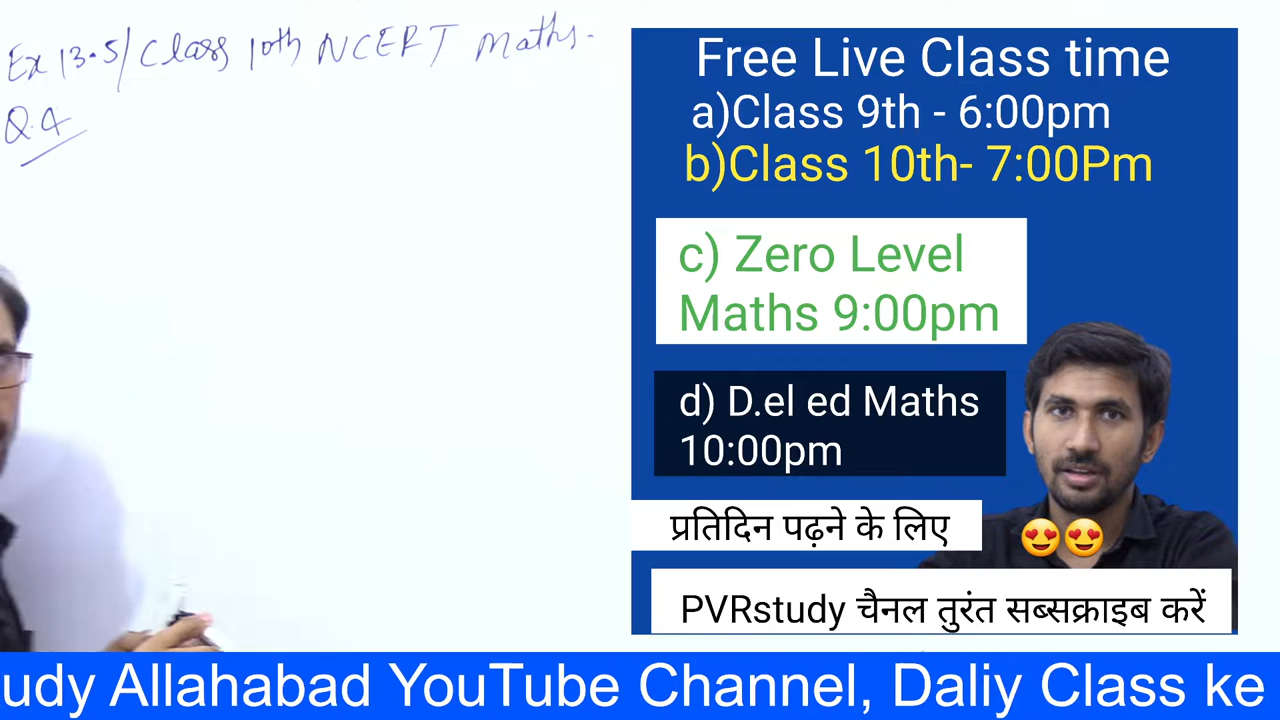 Ex 13.5/Class 10th NCERT Maths.
Q.4
Free Live Class time
a)Class 9th - 6:00pm
b)Class 10th- 7:00Pm
c) Zero Level
Maths 9:00pm
d) D.el ed Maths
10:00pm
प्रतिदिन पढ़ने के लिए
PVRstudy चैनल तुरंत सब्सक्राइब करें
udy Allahabad YouTube Channel, Daliy Class ke